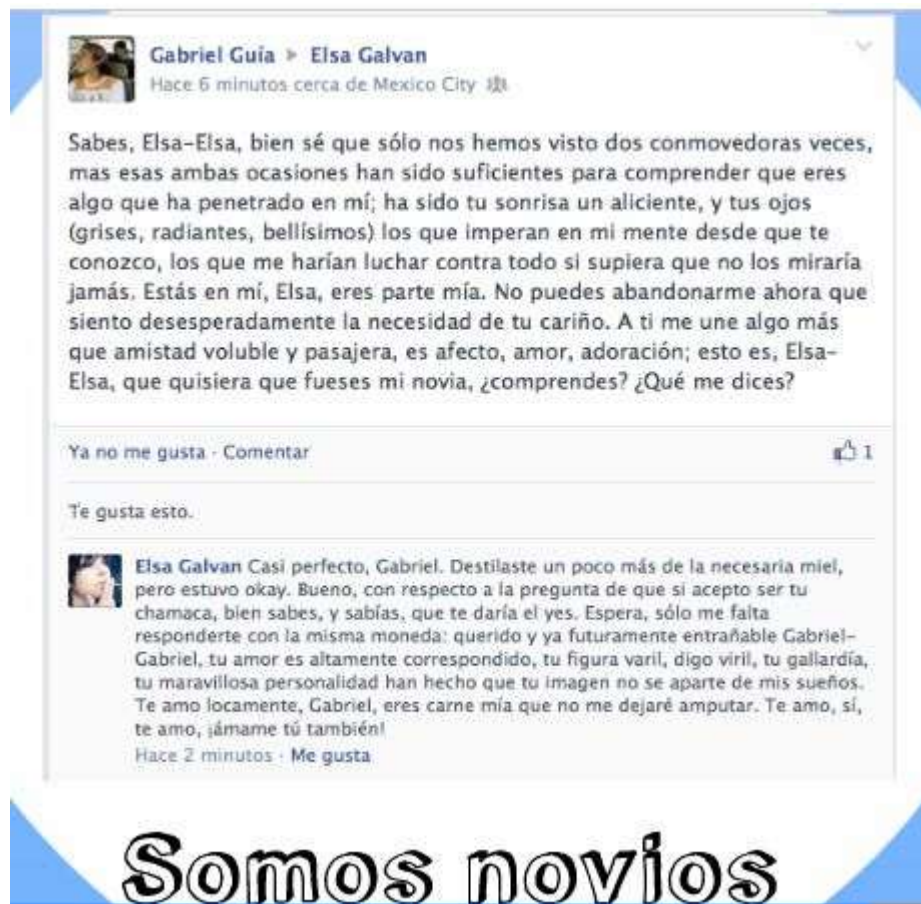 Gabriel Guía ▸ Elsa Galvan
Hace 6 minutos cerca de Mexico City
Sabes, Elsa-Elsa, bien sé que sólo nos hemos visto dos conmovedoras veces,
mas esas ambas ocasiones han sido suficientes para comprender que eres
algo que ha penetrado en mí; ha sido tu sonrisa un aliciente, y tus ojos
(grises, radiantes, bellísimos) los que imperan en mi mente desde que te
conozco, los que me harían luchar contra todo si supiera que no los miraría
jamás. Estás en mí, Elsa, eres parte mía. No puedes abandonarme ahora que
siento desesperadamente la necesidad de tu cariño. A ti me une algo más
que amistad voluble y pasajera, es afecto, amor, adoración; esto es, Elsa-
Elsa, que quisiera que fueses mi novia, ¿comprendes? ¿Qué me dices?
Ya no me gusta · Comentar 1
Te gusta esto.
Elsa Galvan Casi perfecto, Gabriel. Destilaste un poco más de la necesaria miel,
pero estuvo okay. Bueno, con respecto a la pregunta de que si acepto ser tu
chamaca, bien sabes, y sabías, que te daría el yes. Espera, sólo me falta
responderte con la misma moneda: querido y ya futuramente entrañable Gabriel-
Gabriel, tu amor es altamente correspondido, tu figura varil, digo viril, tu gallardía,
tu maravillosa personalidad han hecho que tu imagen no se aparte de mis sueños.
Te amo locamente, Gabriel, eres carne mía que no me dejaré amputar. Te amo, sí,
te amo, ¡ámame tú también!
Hace 2 minutos · Me gusta
Somos novios